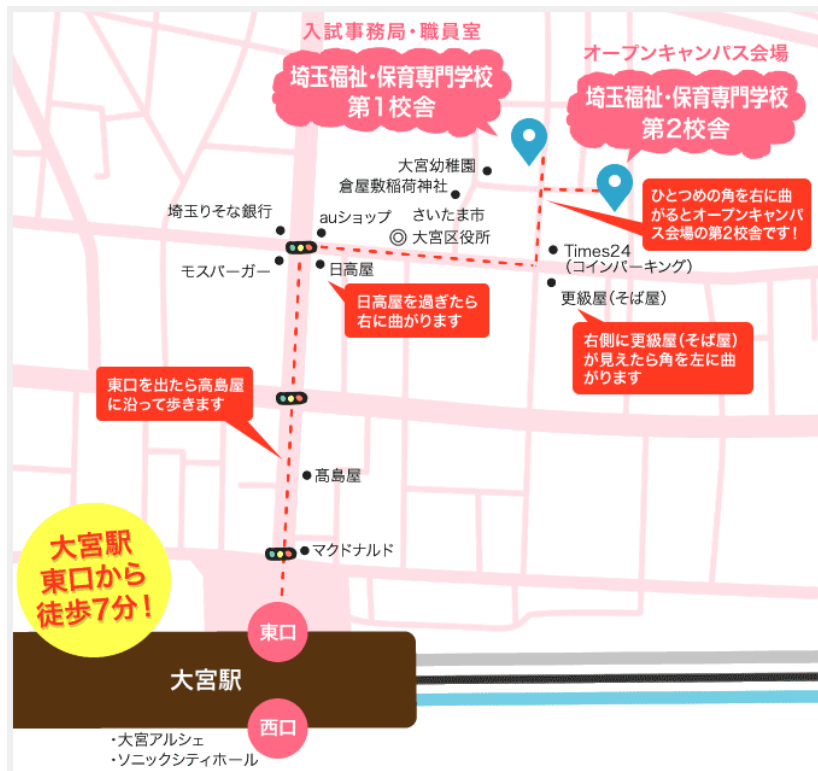 入試事務局・職員室
埼玉福祉・保育専門学校
第1校舎
オープンキャンパス会場
埼玉福祉・保育専門学校
第2校舎
大宮幼稚園
倉屋敷稲荷神社
ひとつめの角を右に曲
がるとオープンキャンパ
ス会場の第2校舎です!
埼玉りそな銀行
auショップ
さいたま市
◎ 大宮区役所
モスバーガー
日高屋
Times24
(コインパーキング)
更級屋(そば屋)
日高屋を過ぎたら
右に曲がります
右側に更級屋(そば屋)
が見えたら角を左に曲
がります
東口を出たら高島屋
に沿って歩きます
髙島屋
マクドナルド
大宮駅
東口から
徒歩7分!
東口
大宮駅
西口
・大宮アルシェ
・ソニックシティホール